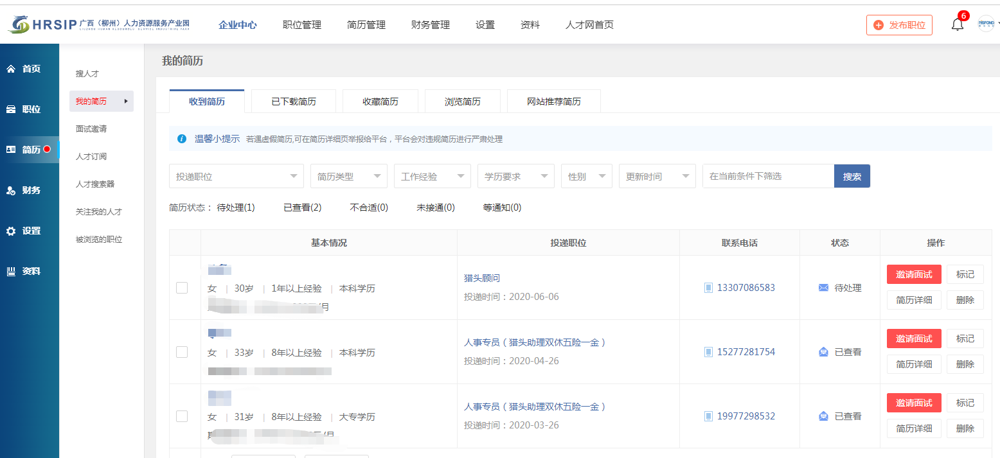 HRSIP 广西（柳州）人力资源服务产业园
LIUZHOU HUMAN RESOURCES SERVICE INDUSTRIAL PARK
企业中心 职位管理 简历管理 财务管理 设置 资料 人才网首页
发布职位
6
首页
职位
简历
财务
设置
资料
搜人才
我的简历
面试邀请
人才订阅
人才搜索器
关注我的人才
被浏览的职位
我的简历
收到简历 已下载简历 收藏简历 浏览简历 网站推荐简历
温馨小提示 若遇虚假简历,可在简历详细页举报给平台，平台会对违规简历进行严肃处理
投递职位 简历类型 工作经验 学历要求 性别 更新时间 在当前条件下筛选 搜索
简历状态： 待处理(1) 已查看(2) 不合适(0) 未接通(0) 等通知(0)
基本情况 投递职位 联系电话 状态 操作
女 | 30岁 | 1年以上经验 | 本科学历
/月
猎头顾问
投递时间：2020-06-06
13307086583
待处理
邀请面试 标记
简历详细 删除
女 | 33岁 | 8年以上经验 | 本科学历
人事专员（猎头助理双休五险一金）
投递时间：2020-04-26
15277281754
已查看
邀请面试 标记
简历详细 删除
女 | 31岁 | 8年以上经验 | 大专学历
/月
人事专员（猎头助理双休五险一金）
投递时间：2020-03-26
19977298532
已查看
邀请面试 标记
简历详细 删除